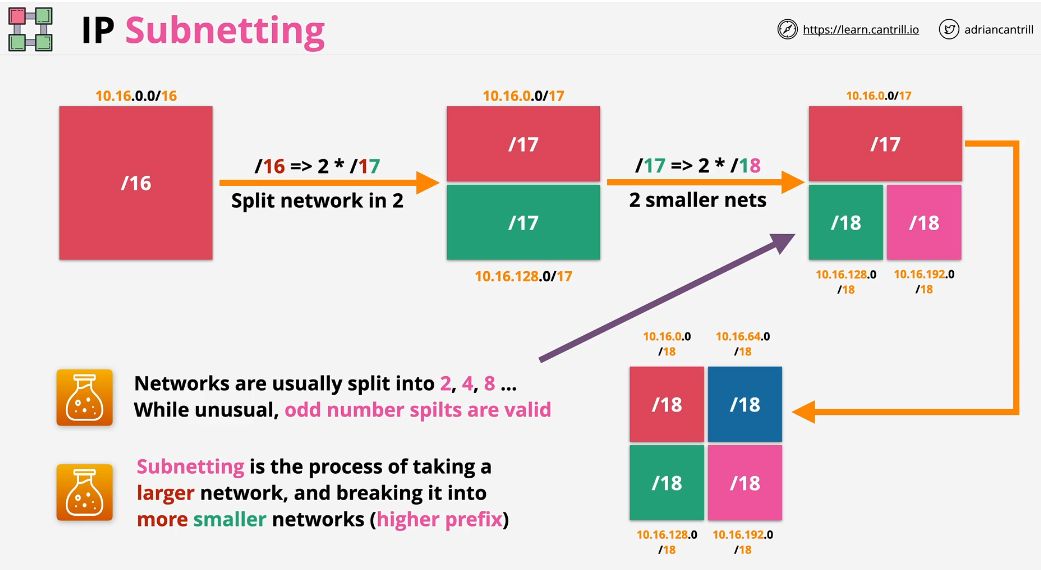 IP Subnetting
https://learn.cantrill.io
adriancantrill
10.16.0.0/16
/16
/16 => 2 * /17
Split network in 2
10.16.0.0/17
/17
/17
10.16.128.0/17
/17 => 2 * /18
2 smaller nets
10.16.0.0/17
/17
/18
/18
10.16.128.0
/18
10.16.192.0
/18
Networks are usually split into 2, 4, 8 ...
While unusual, odd number spilts are valid
Subnetting is the process of taking a
larger network, and breaking it into
more smaller networks (higher prefix)
10.16.0.0
/18
10.16.64.0
/18
/18
/18
/18
/18
10.16.128.0
/18
10.16.192.0
/18